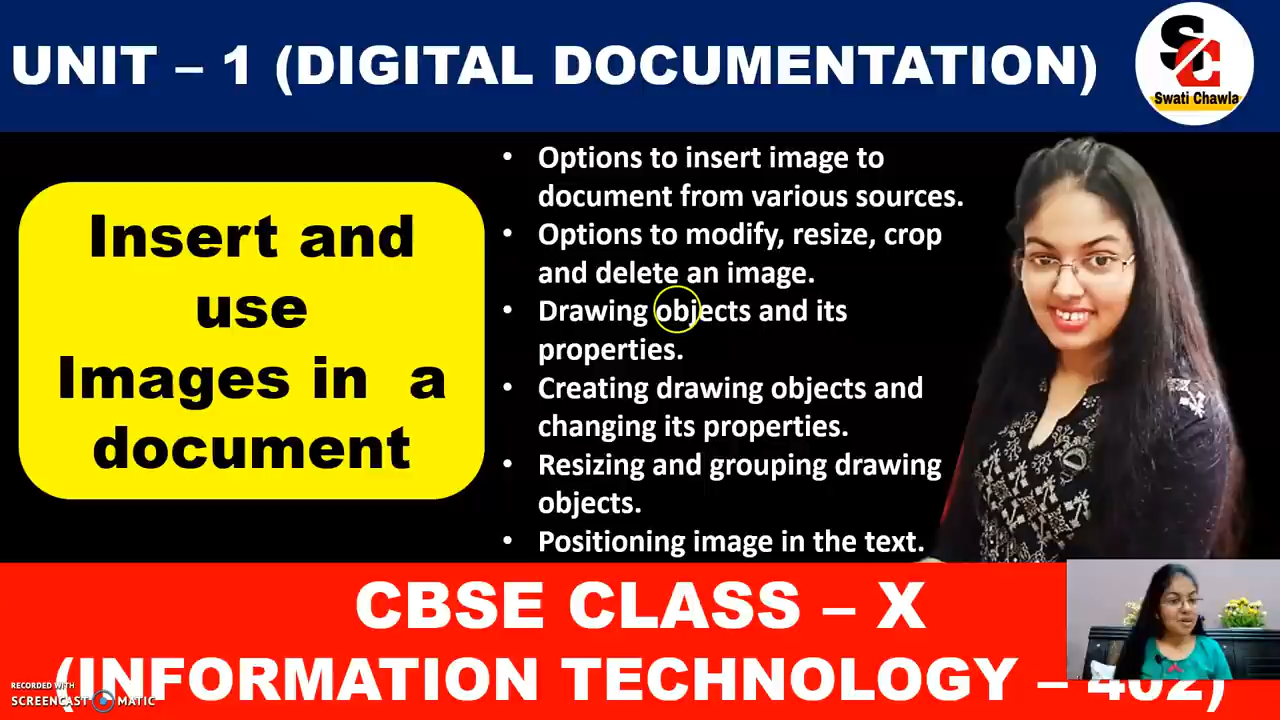 UNIT – 1 (DIGITAL DOCUMENTATION)
SC
Swati Chawla
Insert and
use
Images in a
document
• Options to insert image to
document from various sources.
• Options to modify, resize, crop
and delete an image.
• Drawing objects and its
properties.
• Creating drawing objects and
changing its properties.
• Resizing and grouping drawing
objects.
• Positioning image in the text.
CBSE CLASS – X
(INFORMATION TECHNOLOGY – 402)
RECORDED WITH
SCREENCAST MATIC